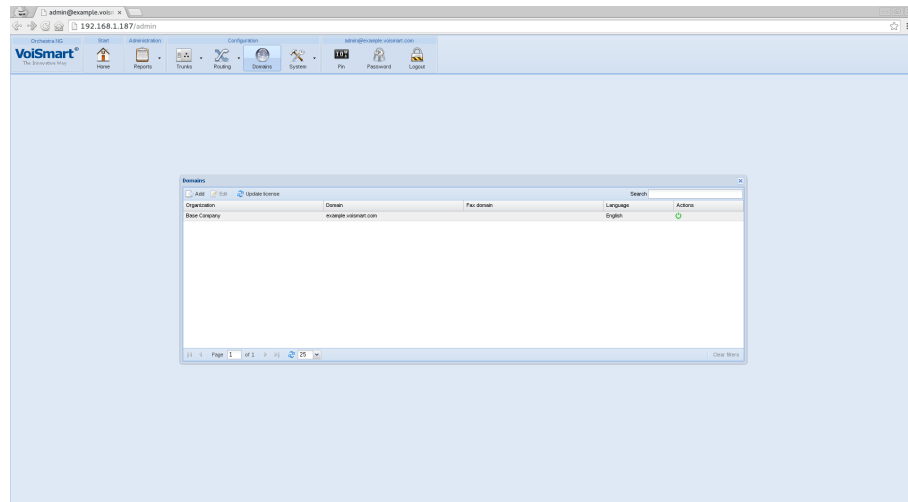 admin@example.voism
192.168.1.187/admin
Orchestra NG
Start
Administration
Configuration
admin@example.voismart.com
VoiSmart®
The Innovative Way
Home
Reports
Trunks
Routing
Domains
System
Pin
Password
Logout
Domains
Add Edit Update license Search
Organization Domain Fax domain Language Actions
Base Company example.voismart.com English
Page 1 of 1 25 Clear filters